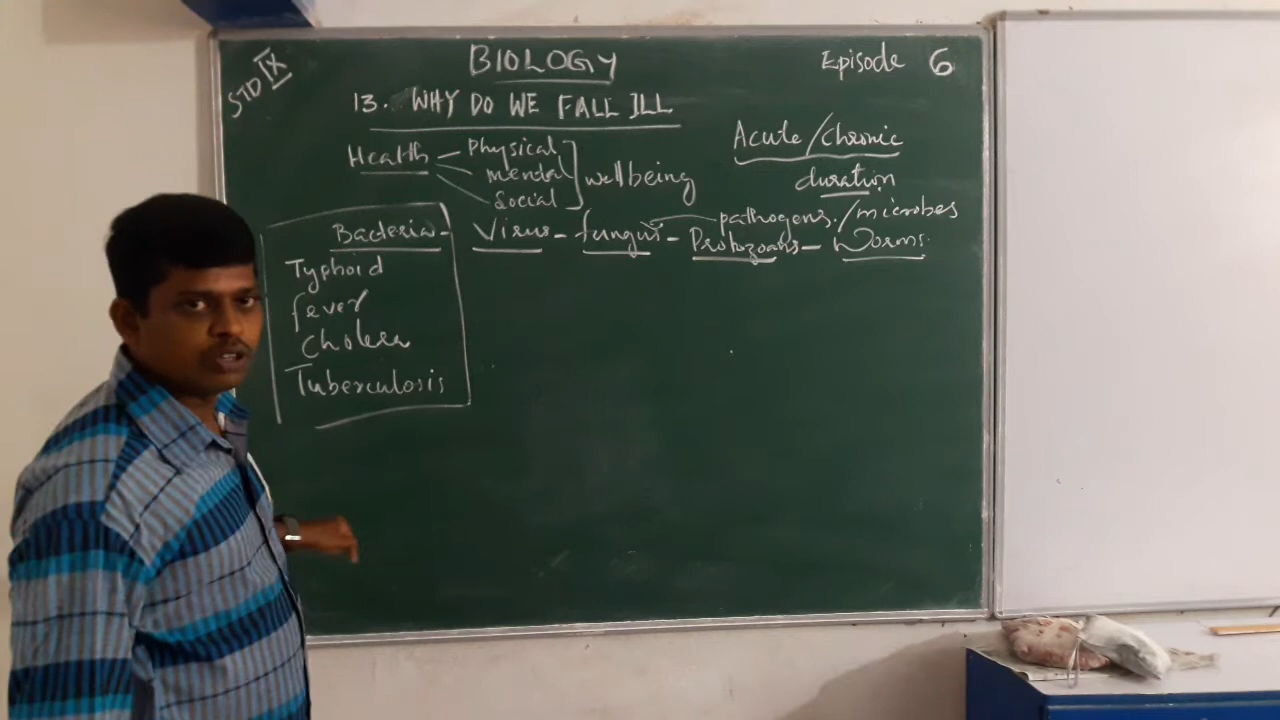 STD IX
BIOLOGY
Episode 6
13. WHY DO WE FALL ILL
Health
Physical
mental
Social
wellbeing
Acute/chronic
duration
pathogens./microbes
Bacteria - Virus - fungus - Protozoans - Worms.
Typhoid
fever
Cholera
Tuberculosis